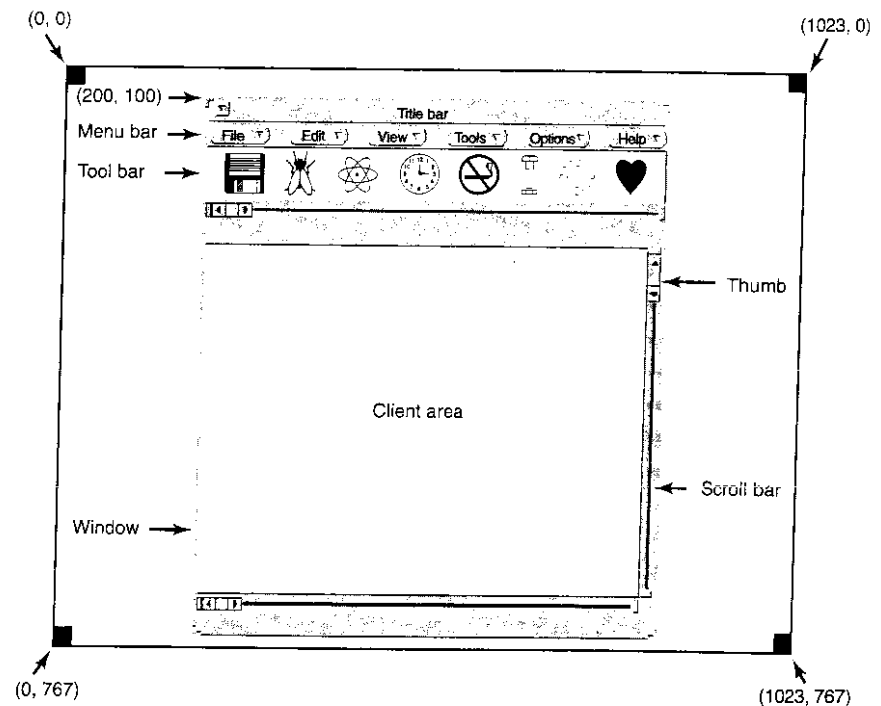 (0, 0)
(1023, 0)
(200, 100)
Title bar
Menu bar
File Edit View Tools Options Help
Tool bar
Thumb
Client area
Scroll bar
Window
(0, 767)
(1023, 767)